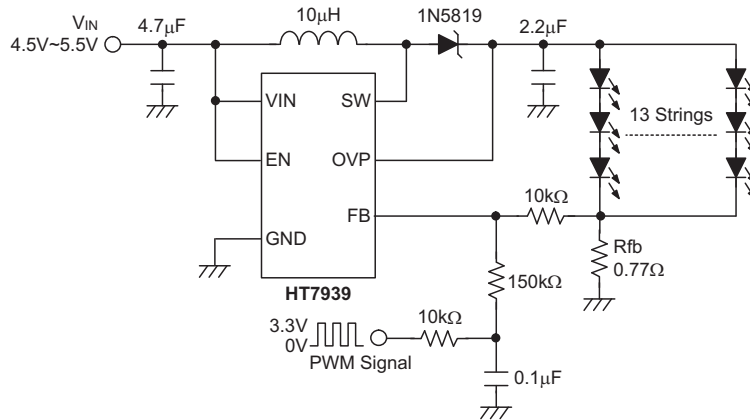 VIN
4.5V~5.5V
4.7μF
10μH
1N5819
2.2μF
VIN
SW
13 Strings
EN
OVP
FB
10kΩ
GND
Rfb
0.77Ω
HT7939
150kΩ
3.3V
0V
PWM Signal
10kΩ
0.1μF